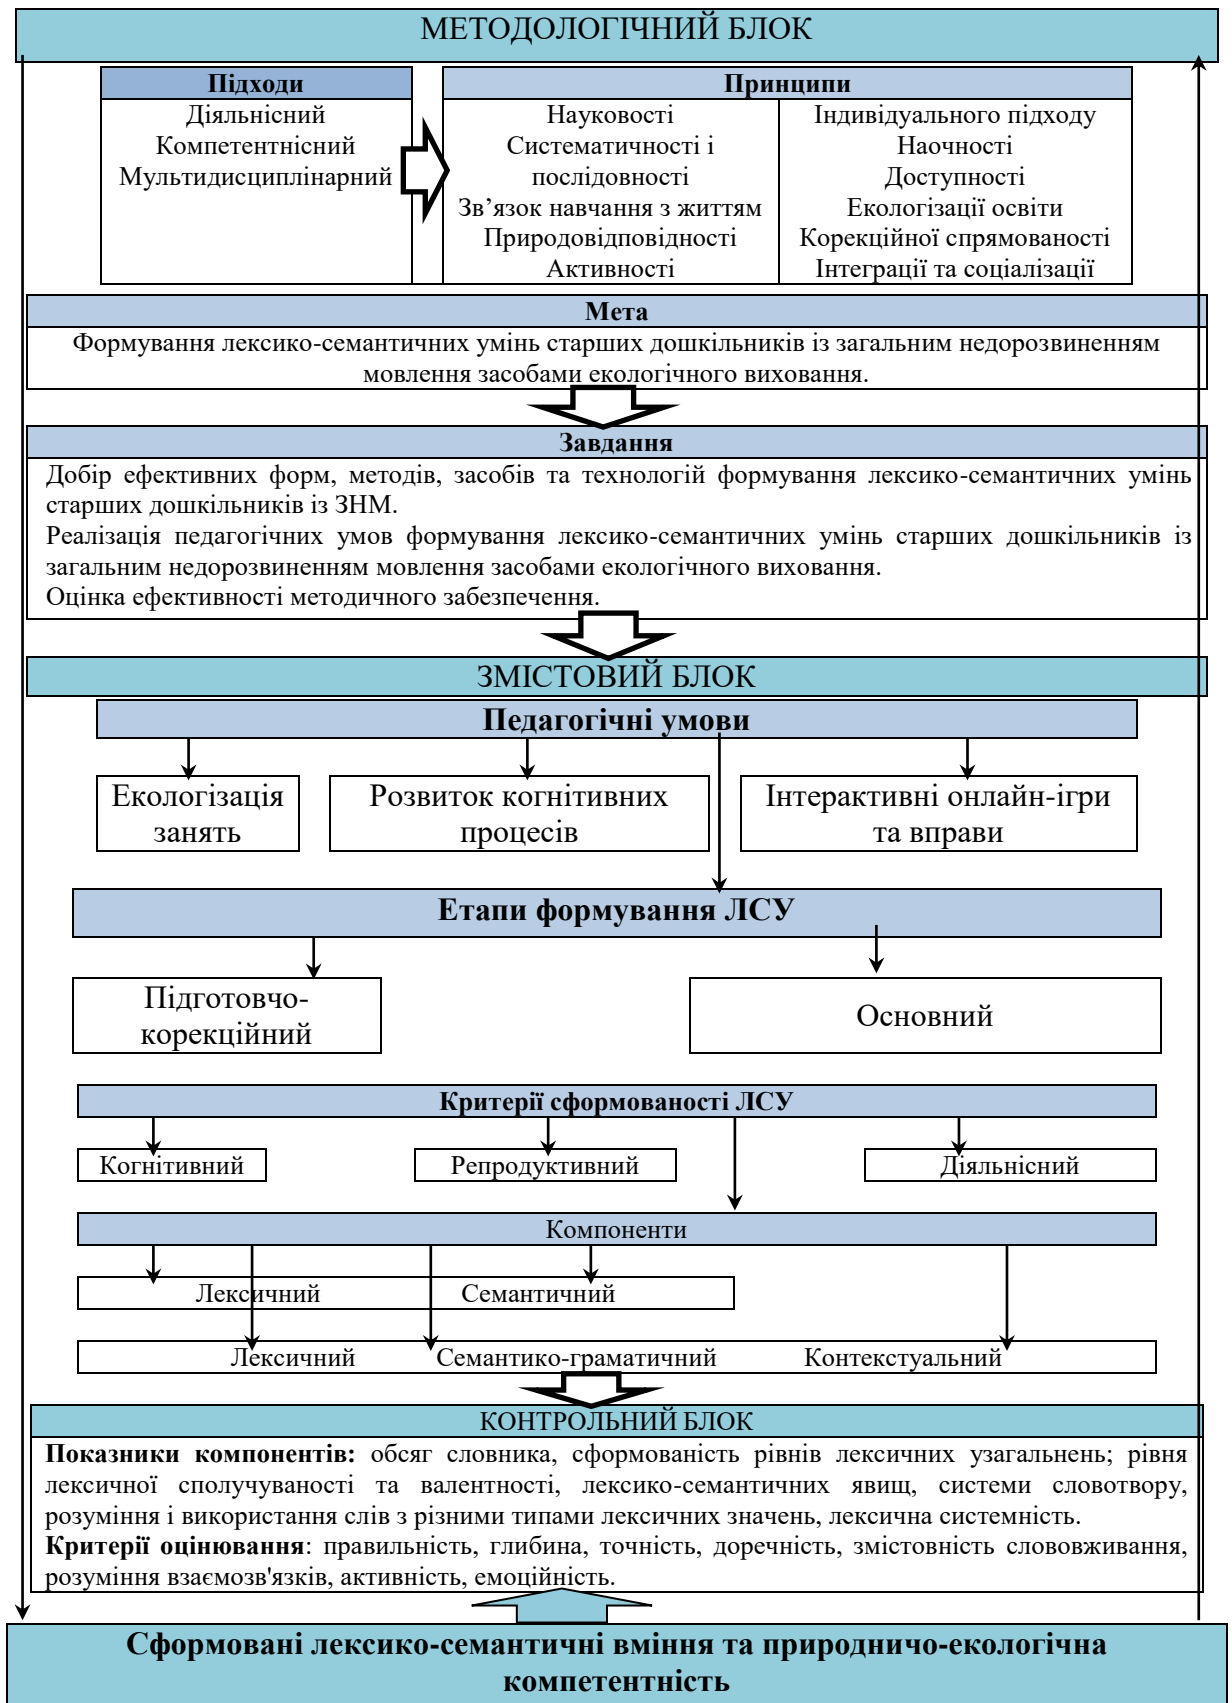 МЕТОДОЛОГІЧНИЙ БЛОК
Підходи
Діяльнісний
Компетентнісний
Мультидисциплінарний
Принципи
Науковості
Систематичності і
послідовності
Зв’язок навчання з життям
Природовідповідності
Активності
Індивідуального підходу
Наочності
Доступності
Екологізації освіти
Корекційної спрямованості
Інтеграції та соціалізації
Мета
Формування лексико-семантичних умінь старших дошкільників із загальним недорозвиненням
мовлення засобами екологічного виховання.
Завдання
Добір ефективних форм, методів, засобів та технологій формування лексико-семантичних умінь
старших дошкільників із ЗНМ.
Реалізація педагогічних умов формування лексико-семантичних умінь старших дошкільників із
загальним недорозвиненням мовлення засобами екологічного виховання.
Оцінка ефективності методичного забезпечення.
ЗМІСТОВИЙ БЛОК
Педагогічні умови
Екологізація
занять
Розвиток когнітивних
процесів
Інтерактивні онлайн-ігри
та вправи
Етапи формування ЛСУ
Підготовчо-
корекційний
Основний
Критерії сформованості ЛСУ
Когнітивний
Репродуктивний
Діяльнісний
Компоненти
Лексичний Семантичний
Лексичний Семантико-граматичний Контекстуальний
КОНТРОЛЬНИЙ БЛОК
Показники компонентів: обсяг словника, сформованість рівнів лексичних узагальнень; рівня
лексичної сполучуваності та валентності, лексико-семантичних явищ, системи словотвору,
розуміння і використання слів з різними типами лексичних значень, лексична системність.
Критерії оцінювання: правильність, глибина, точність, доречність, змістовність слововживання,
розуміння взаємозв'язків, активність, емоційність.
Сформовані лексико-семантичні вміння та природничо-екологічна
компетентність